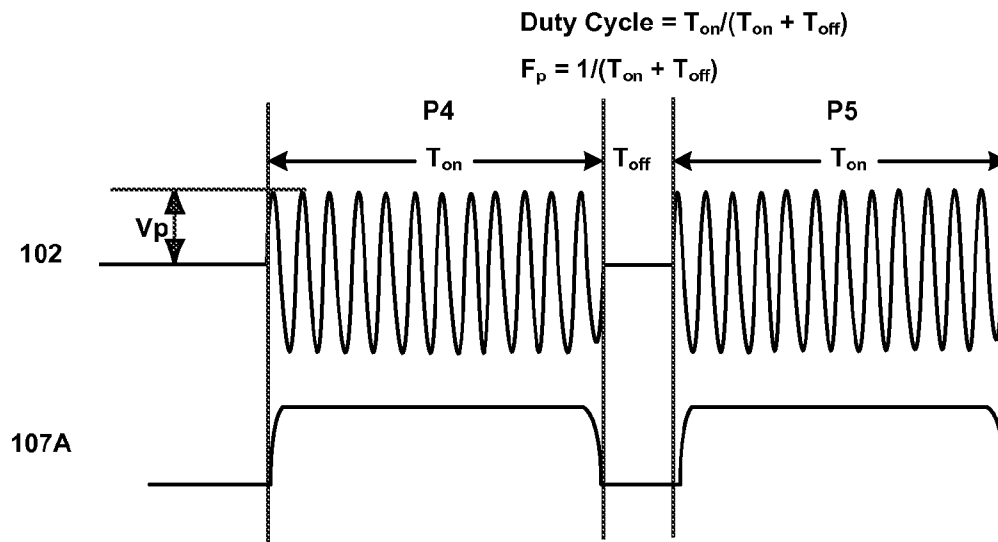 Duty Cycle = Ton/(Ton + Toff)
Fp = 1/(Ton + Toff)
P4
P5
Ton
Toff
Ton
Vp
102
107A